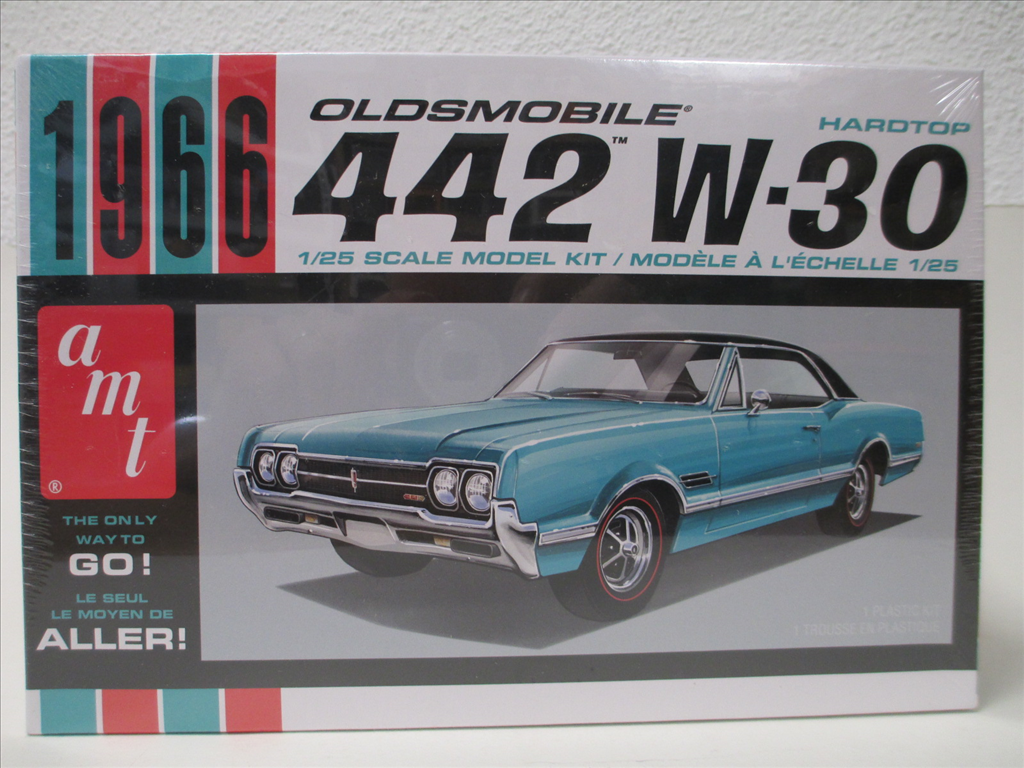 1966
OLDSMOBILE®
442™ W-30
HARDTOP
1/25 SCALE MODEL KIT / MODÈLE À L'ÉCHELLE 1/25
amt
®
THE ONLY
WAY TO
GO!
LE SEUL
LE MOYEN DE
ALLER!
1 PLASTIC KIT
1 TROUSSE EN PLASTIQUE